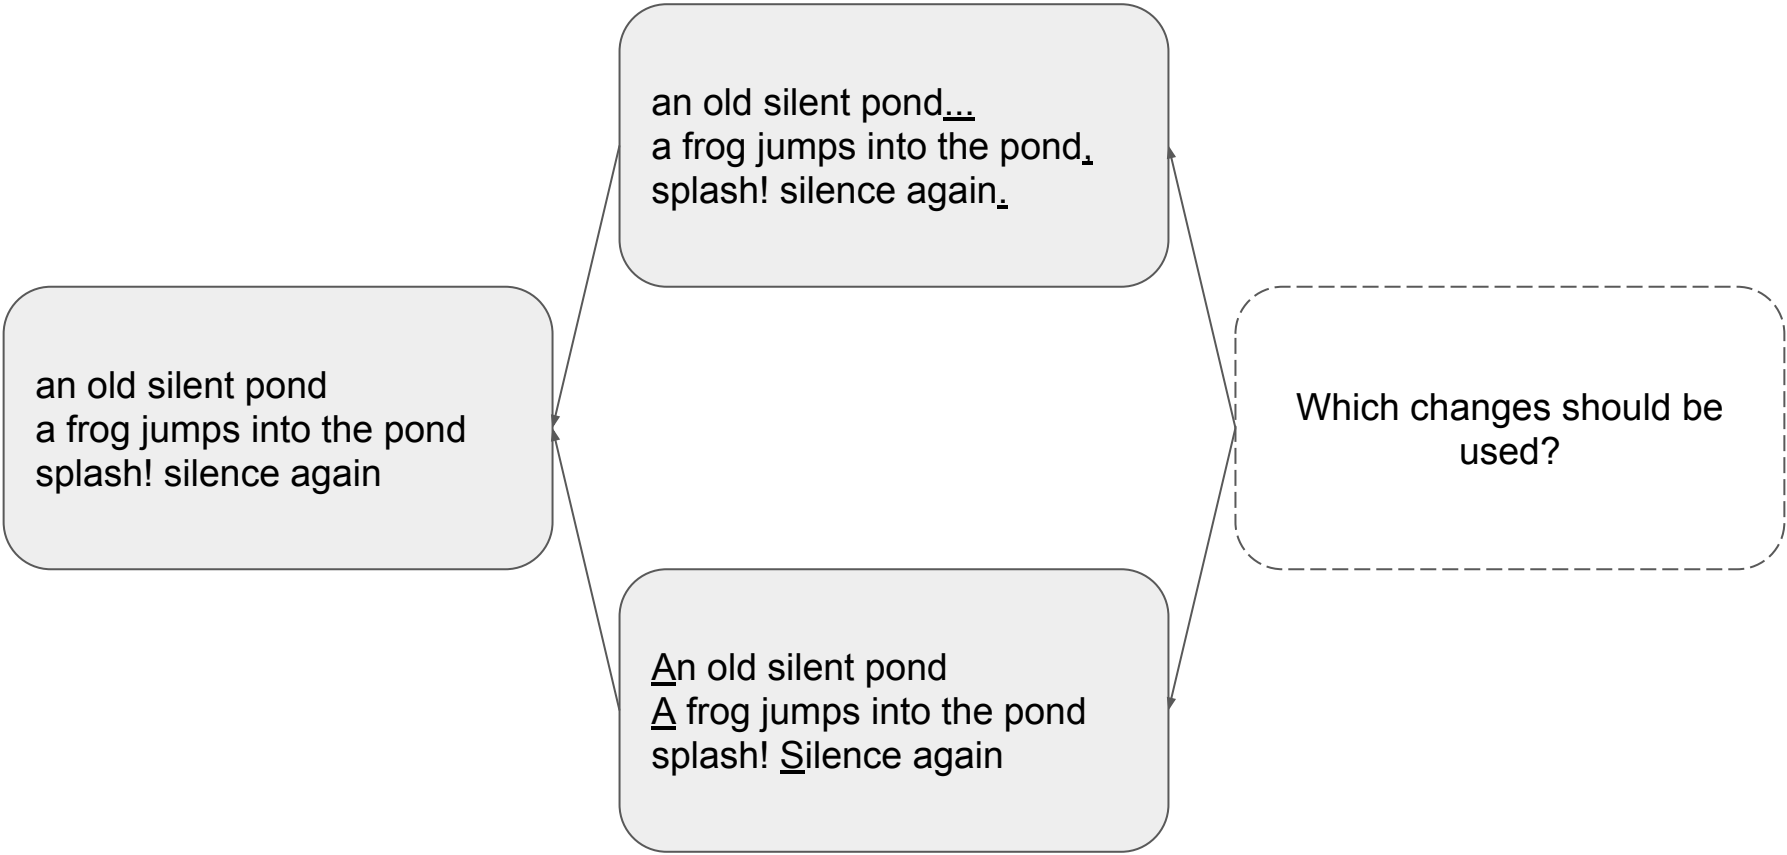 an old silent pond...
a frog jumps into the pond,
splash! silence again.
an old silent pond
a frog jumps into the pond
splash! silence again
Which changes should be
used?
An old silent pond
A frog jumps into the pond
splash! Silence again